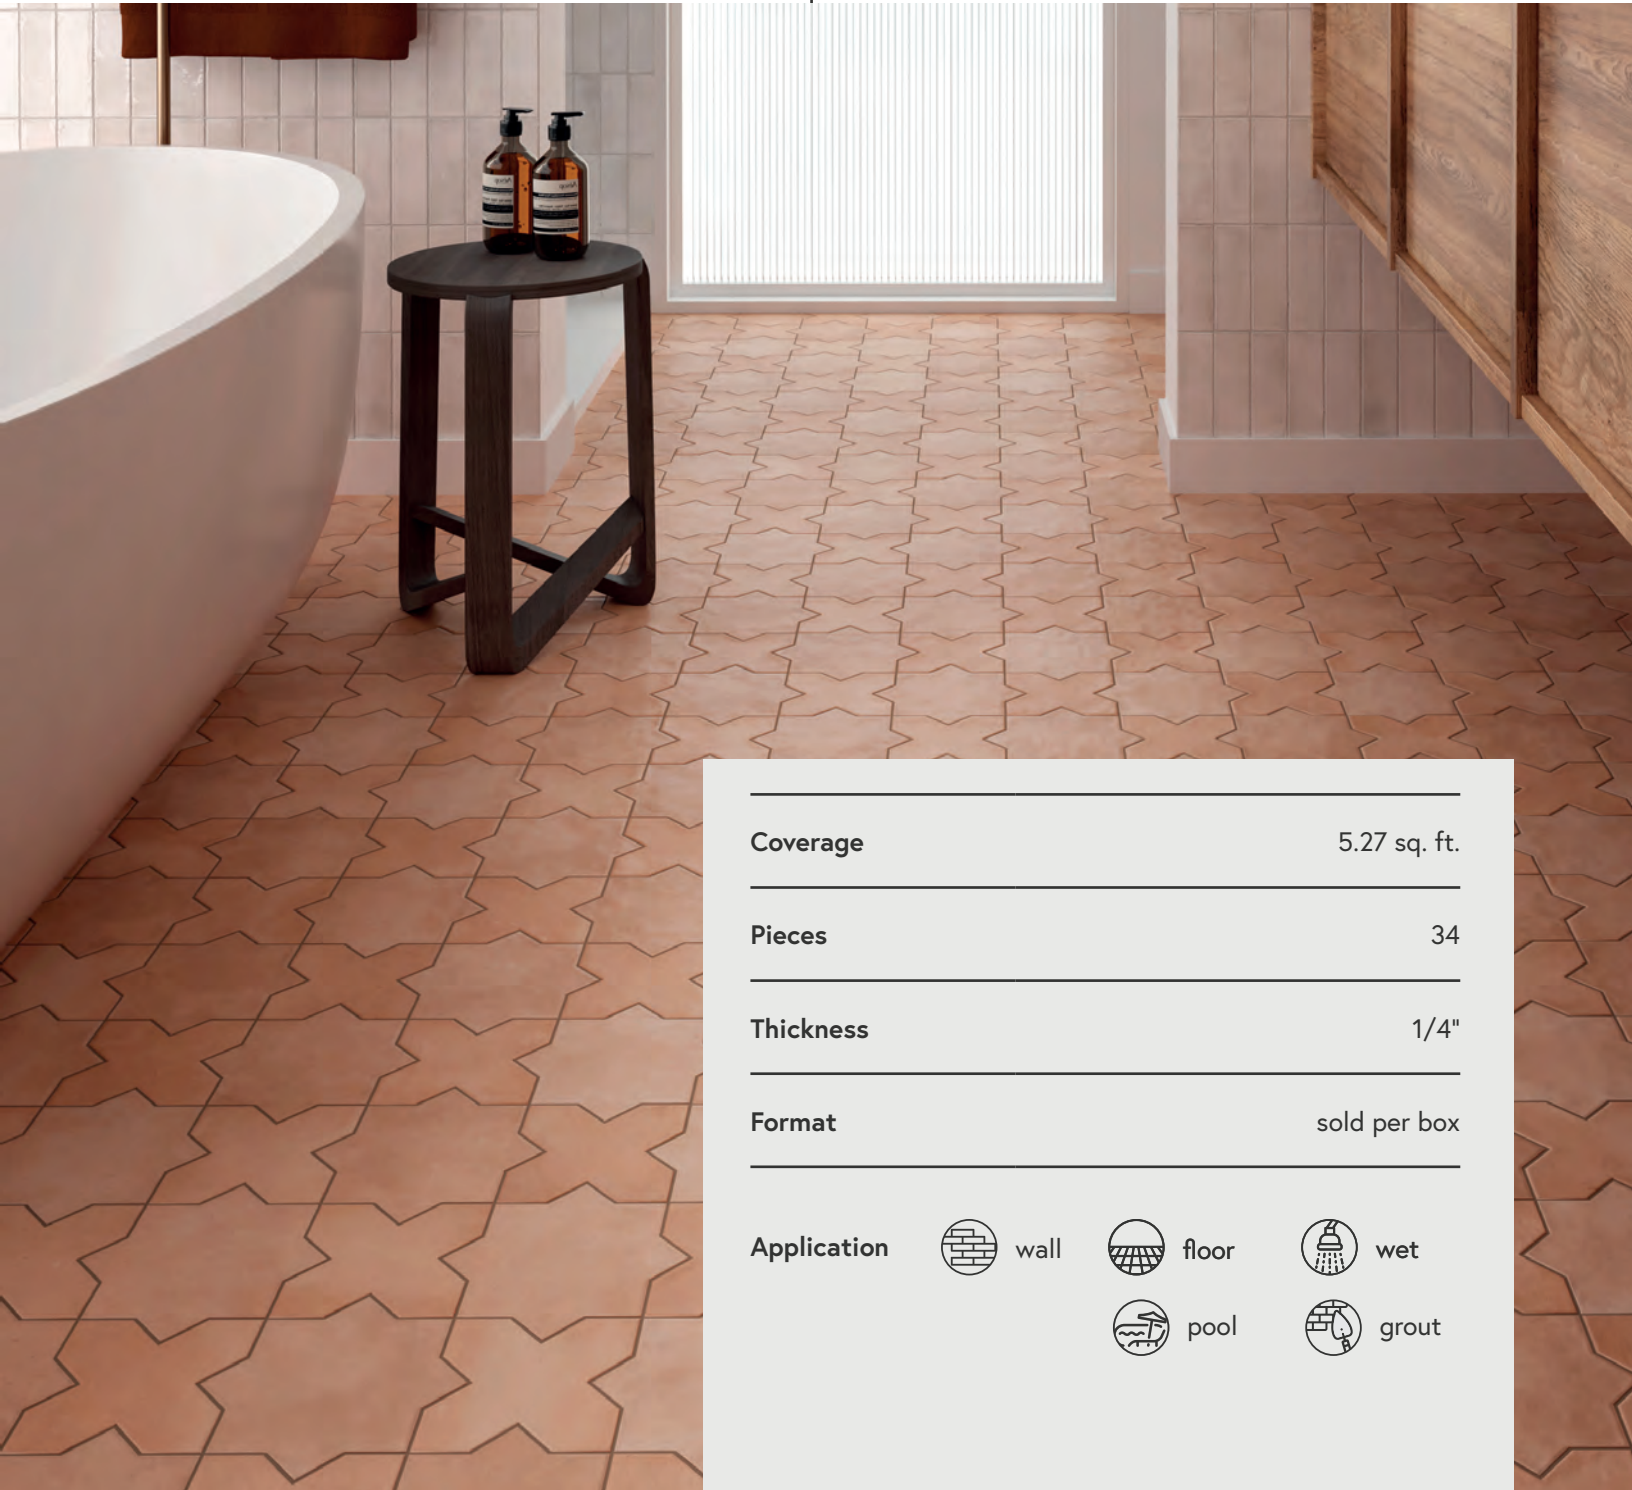 Coverage 5.27 sq. ft.
Pieces 34
Thickness 1/4"
Format sold per box
Application wall floor wet
pool grout